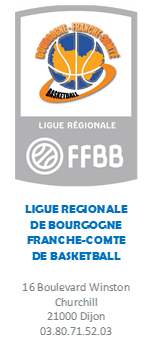 BOURGOGNE - FRANCHE COMTÉ
BASKETBALL
LIGUE RÉGIONALE
FFBB
LIGUE REGIONALE
DE BOURGOGNE
FRANCHE-COMTE
DE BASKETBALL
16 Boulevard Winston
Churchill
21000 Dijon
03.80.71.52.03